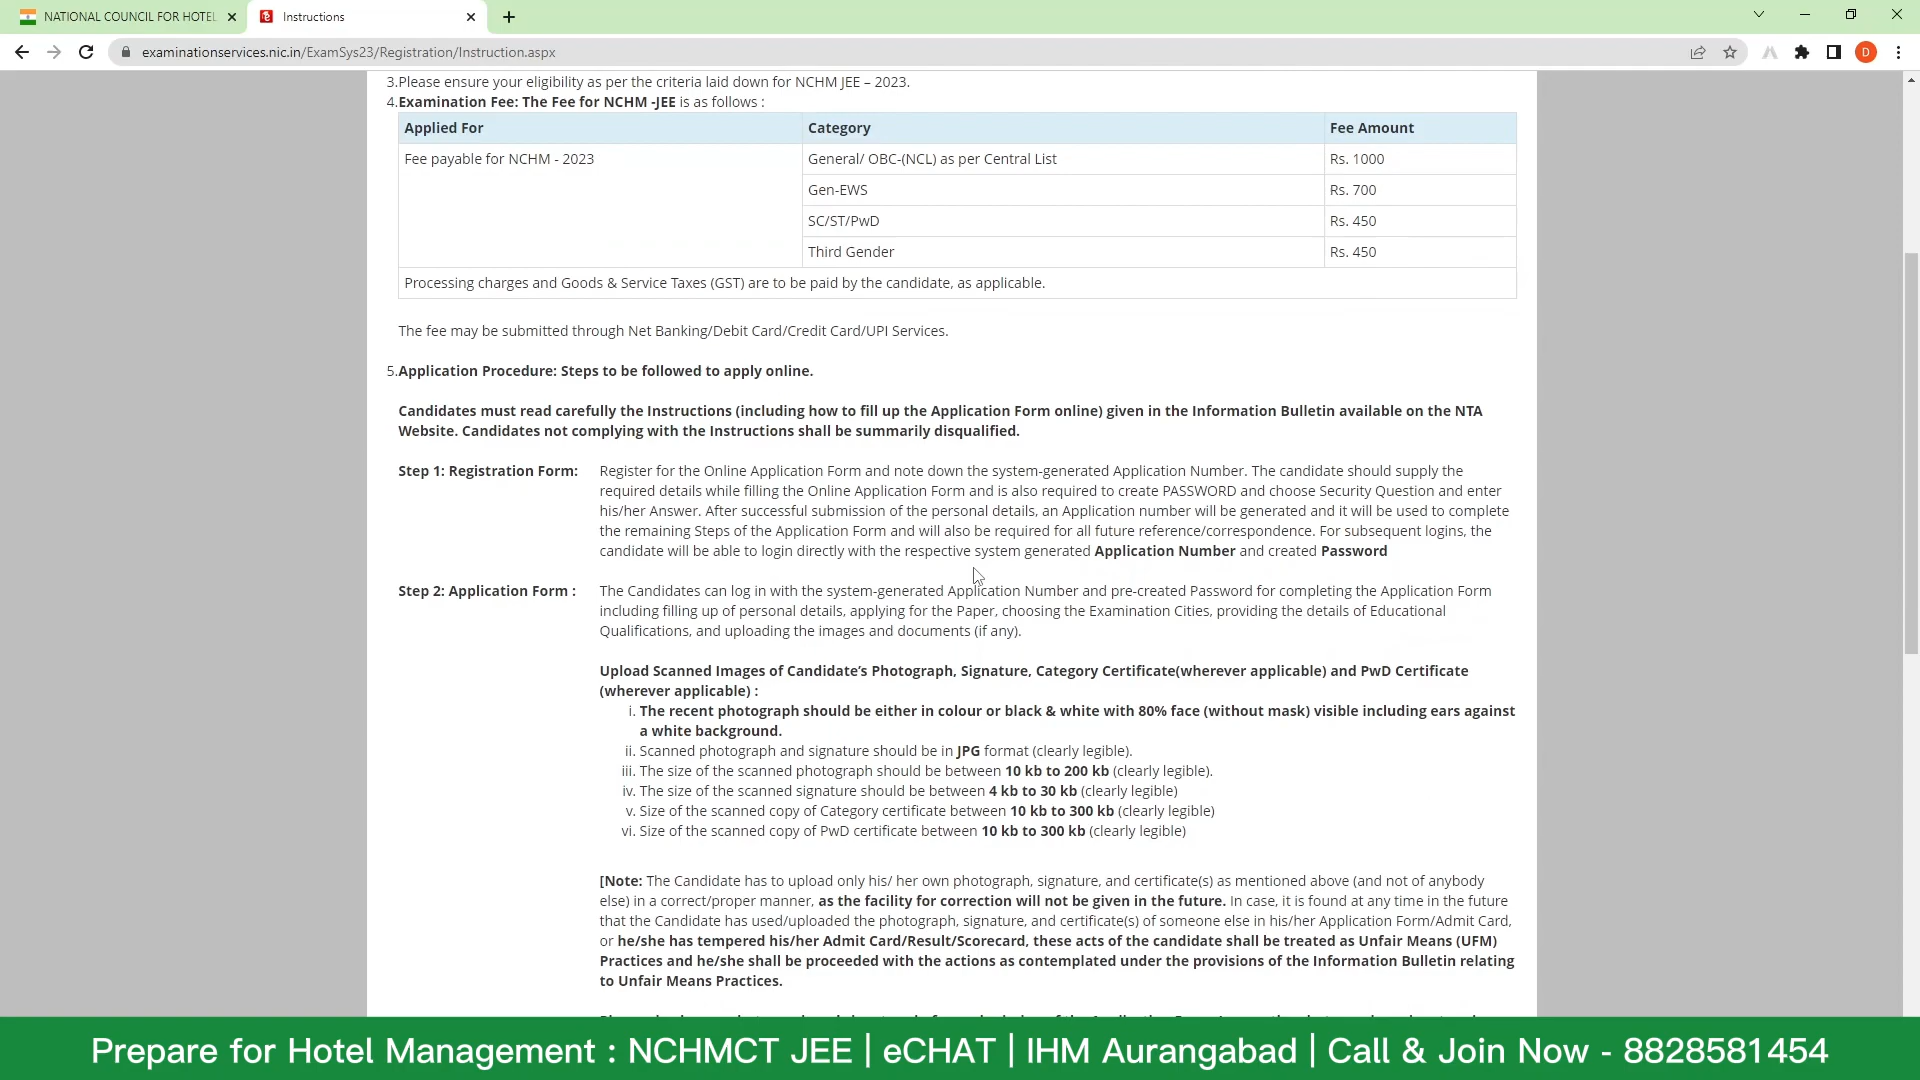 NATIONAL COUNCIL FOR HOTEL
Instructions
examinationservices.nic.in/ExamSys23/Registration/Instruction.aspx
D
3.Please ensure your eligibility as per the criteria laid down for NCHM JEE – 2023.
4.Examination Fee: The Fee for NCHM -JEE is as follows :
Applied For Category Fee Amount
Fee payable for NCHM - 2023 General/ OBC-(NCL) as per Central List Rs. 1000
Gen-EWS Rs. 700
SC/ST/PwD Rs. 450
Third Gender Rs. 450
Processing charges and Goods & Service Taxes (GST) are to be paid by the candidate, as applicable.
The fee may be submitted through Net Banking/Debit Card/Credit Card/UPI Services.
5.Application Procedure: Steps to be followed to apply online.
Candidates must read carefully the Instructions (including how to fill up the Application Form online) given in the Information Bulletin available on the NTA
Website. Candidates not complying with the Instructions shall be summarily disqualified.
Step 1: Registration Form: Register for the Online Application Form and note down the system-generated Application Number. The candidate should supply the
required details while filling the Online Application Form and is also required to create PASSWORD and choose Security Question and enter
his/her Answer. After successful submission of the personal details, an Application number will be generated and it will be used to complete
the remaining Steps of the Application Form and will also be required for all future reference/correspondence. For subsequent logins, the
candidate will be able to login directly with the respective system generated Application Number and created Password
Step 2: Application Form : The Candidates can log in with the system-generated Application Number and pre-created Password for completing the Application Form
including filling up of personal details, applying for the Paper, choosing the Examination Cities, providing the details of Educational
Qualifications, and uploading the images and documents (if any).
Upload Scanned Images of Candidate’s Photograph, Signature, Category Certificate(wherever applicable) and PwD Certificate
(wherever applicable) :
i. The recent photograph should be either in colour or black & white with 80% face (without mask) visible including ears against
a white background.
ii. Scanned photograph and signature should be in JPG format (clearly legible).
iii. The size of the scanned photograph should be between 10 kb to 200 kb (clearly legible).
iv. The size of the scanned signature should be between 4 kb to 30 kb (clearly legible)
v. Size of the scanned copy of Category certificate between 10 kb to 300 kb (clearly legible)
vi. Size of the scanned copy of PwD certificate between 10 kb to 300 kb (clearly legible)
[Note: The Candidate has to upload only his/ her own photograph, signature, and certificate(s) as mentioned above (and not of anybody
else) in a correct/proper manner, as the facility for correction will not be given in the future. In case, it is found at any time in the future
that the Candidate has used/uploaded the photograph, signature, and certificate(s) of someone else in his/her Application Form/Admit Card,
or he/she has tempered his/her Admit Card/Result/Scorecard, these acts of the candidate shall be treated as Unfair Means (UFM)
Practices and he/she shall be proceeded with the actions as contemplated under the provisions of the Information Bulletin relating
to Unfair Means Practices.
Prepare for Hotel Management : NCHMCT JEE | eCHAT | IHM Aurangabad | Call & Join Now - 8828581454